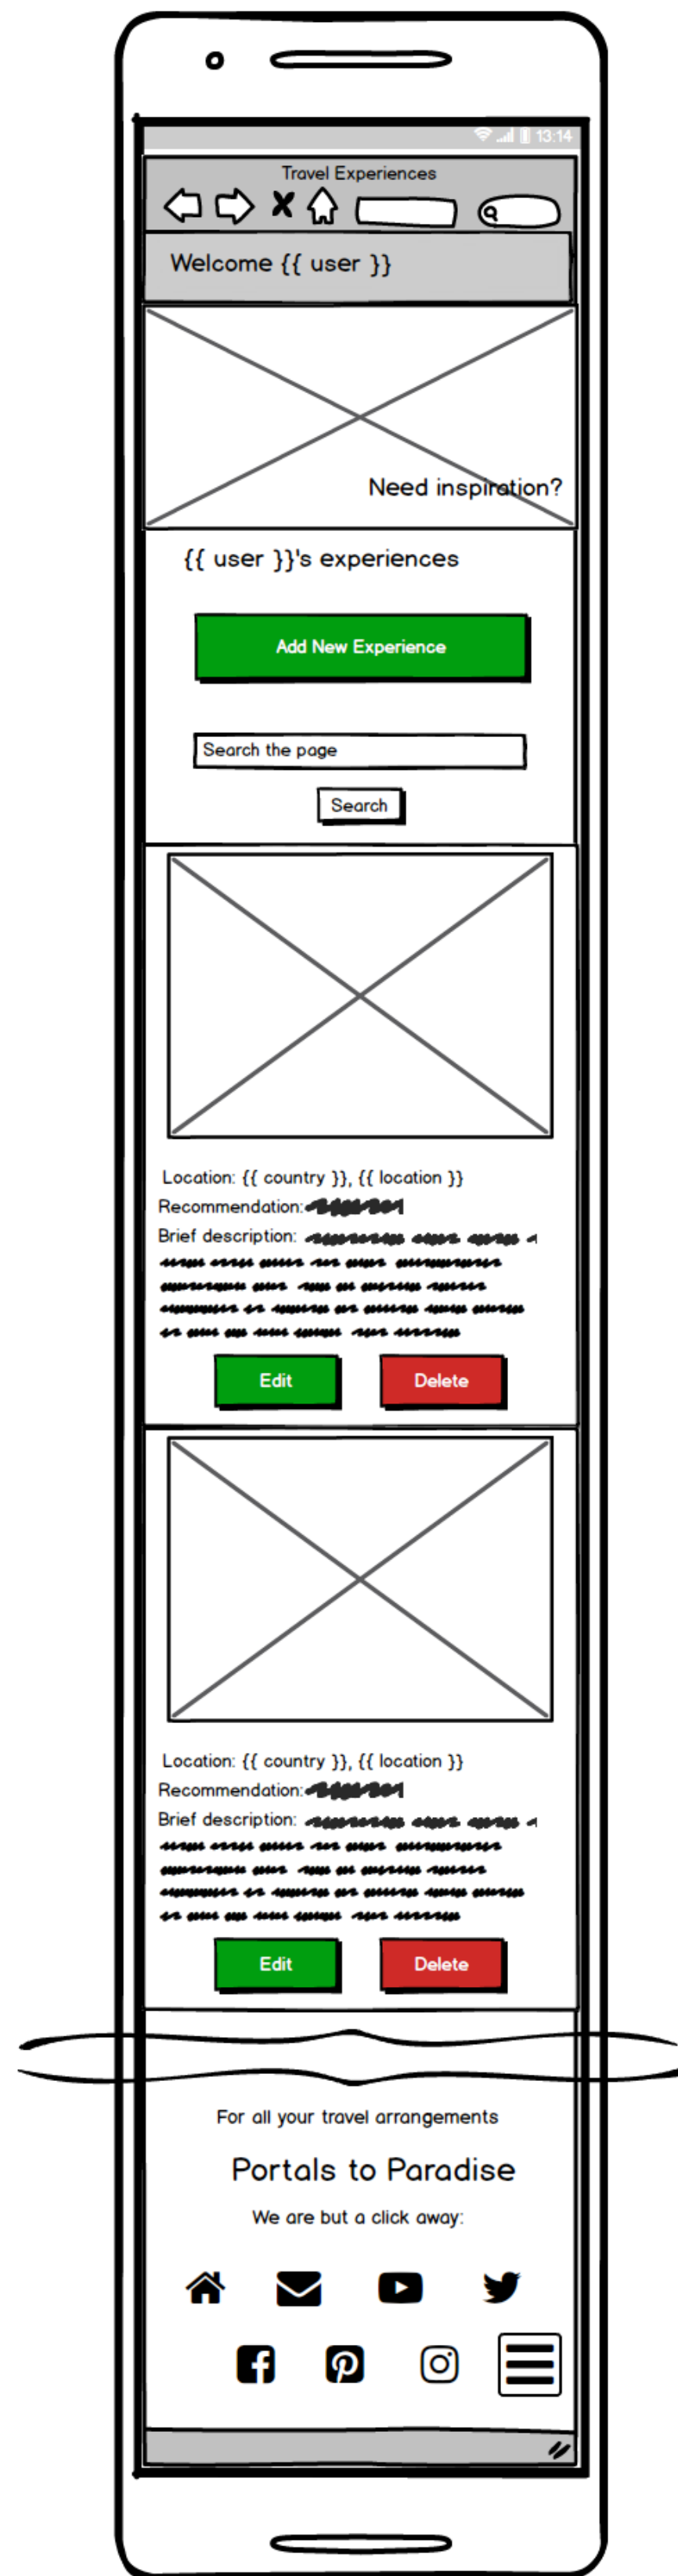 13:14
Travel Experiences
Welcome {{ user }}
Need inspiration?
{{ user }}'s experiences
Add New Experience
Search the page
Search
Location: {{ country }}, {{ location }}
Recommendation:
Brief description:
Edit Delete
Location: {{ country }}, {{ location }}
Recommendation:
Brief description:
Edit Delete
For all your travel arrangements
Portals to Paradise
We are but a click away: